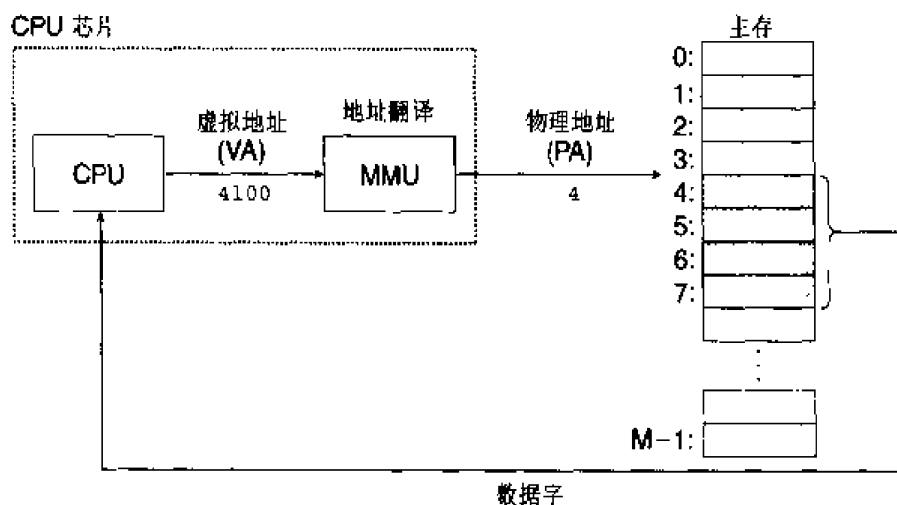 CPU 芯片
主存
0:
1:
2:
3:
4:
5:
6:
7:
M-1:
虚拟地址
(VA)
4100
地址翻译
CPU
MMU
物理地址
(PA)
4
数据字